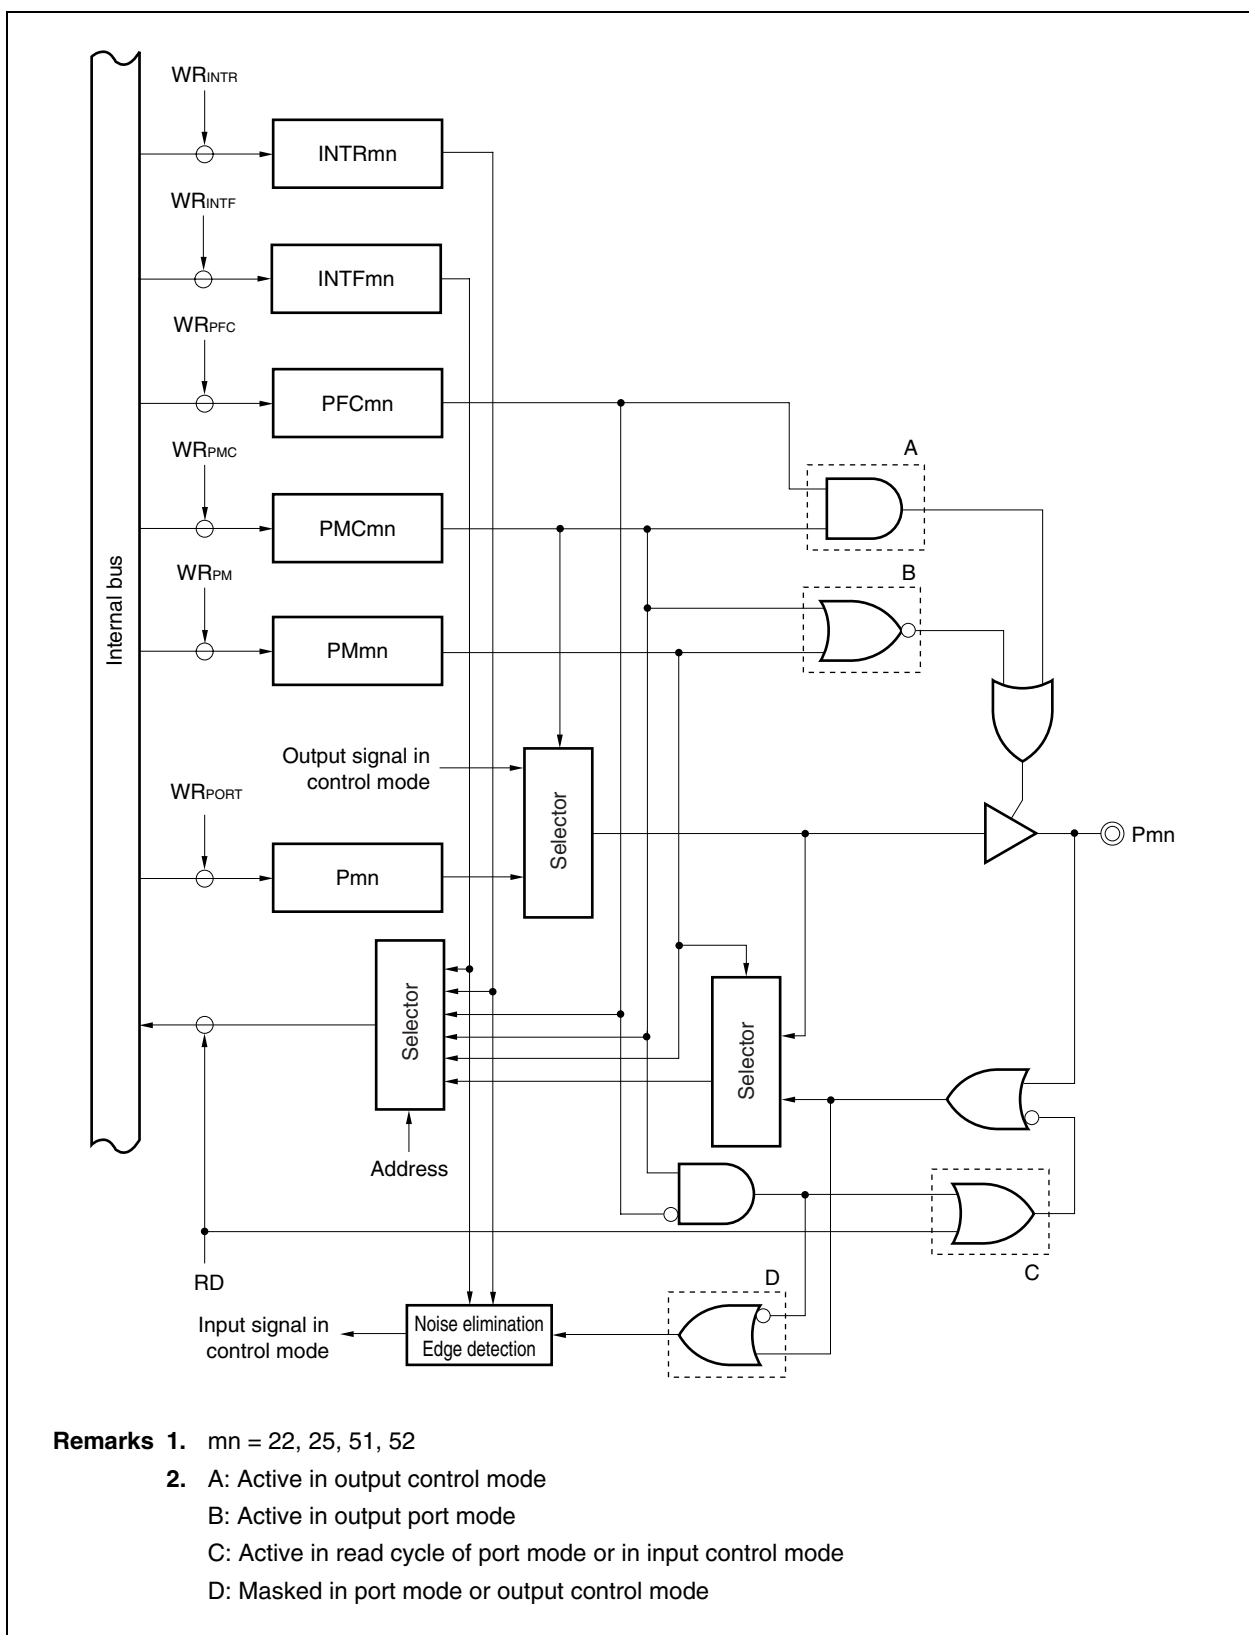 WRINTR
INTRmn
WRINTF
INTFmn
WRPFC
PFCmn
A
WRPMC
PMCmn
B
Internal bus
WRPM
PMmn
Output signal in
control mode
Selector
WRPORT
Pmn
Pmn
Selector
Selector
Address
RD
C
D
Input signal in
control mode
Noise elimination
Edge detection
Remarks 1. mn = 22, 25, 51, 52
2. A: Active in output control mode
B: Active in output port mode
C: Active in read cycle of port mode or in input control mode
D: Masked in port mode or output control mode